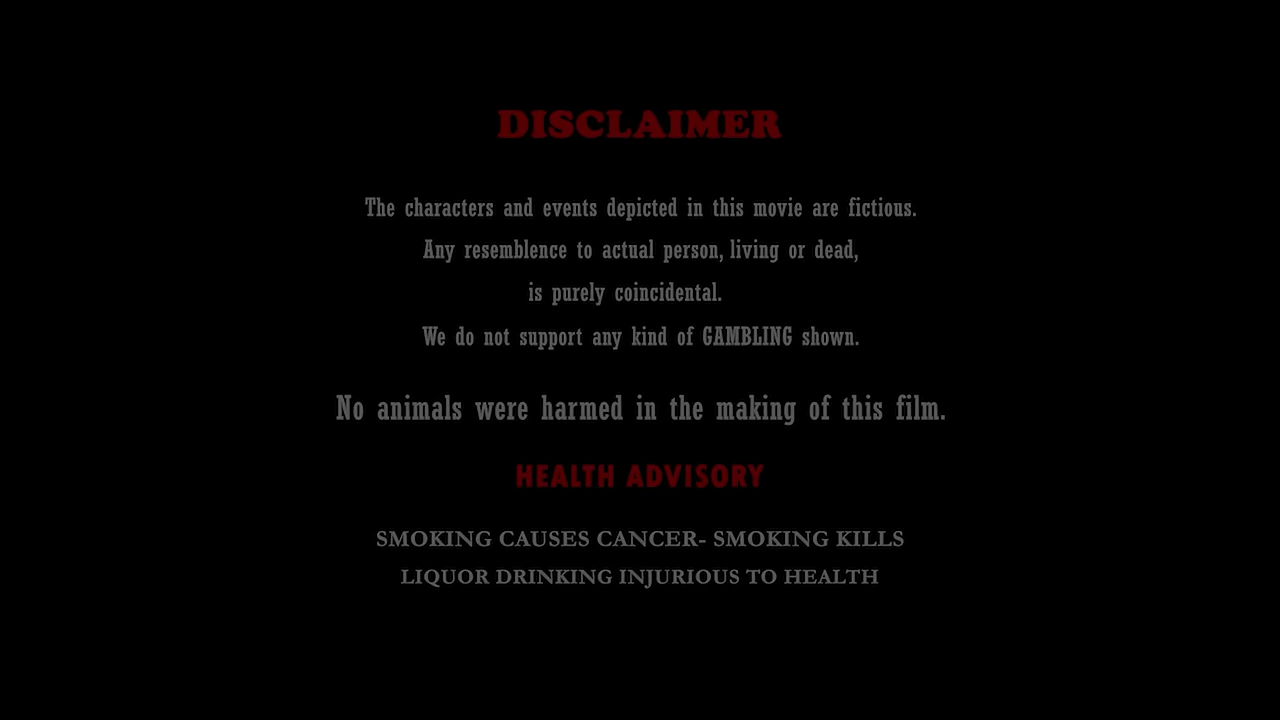 DISCLAIMER
The characters and events depicted in this movie are fictious.
Any resemblence to actual person, living or dead,
is purely coincidental.
We do not support any kind of GAMBLING shown.
No animals were harmed in the making of this film.
HEALTH ADVISORY
SMOKING CAUSES CANCER- SMOKING KILLS
LIQUOR DRINKING INJURIOUS TO HEALTH